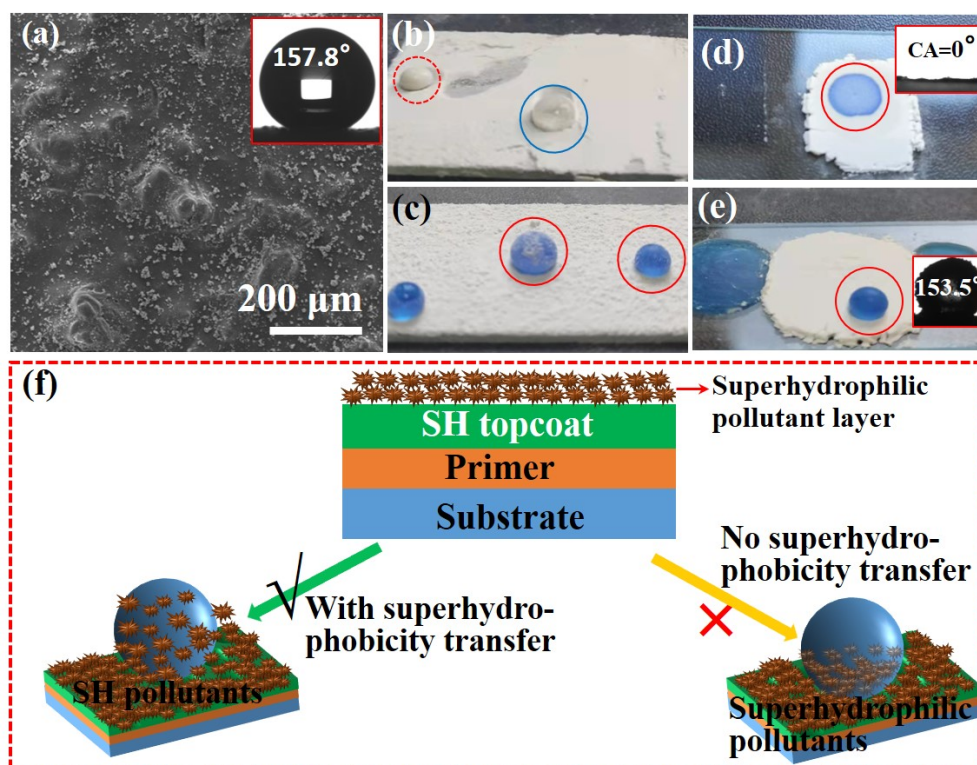 (a)
157.8°
200 μm
(b)
(c)
(d)
CA=0°
(e)
153.5°
(f)
Superhydrophilic
pollutant layer
SH topcoat
Primer
Substrate
With superhydro-
phobicity transfer
No superhydro-
phobicity transfer
SH pollutants
Superhydrophilic
pollutants